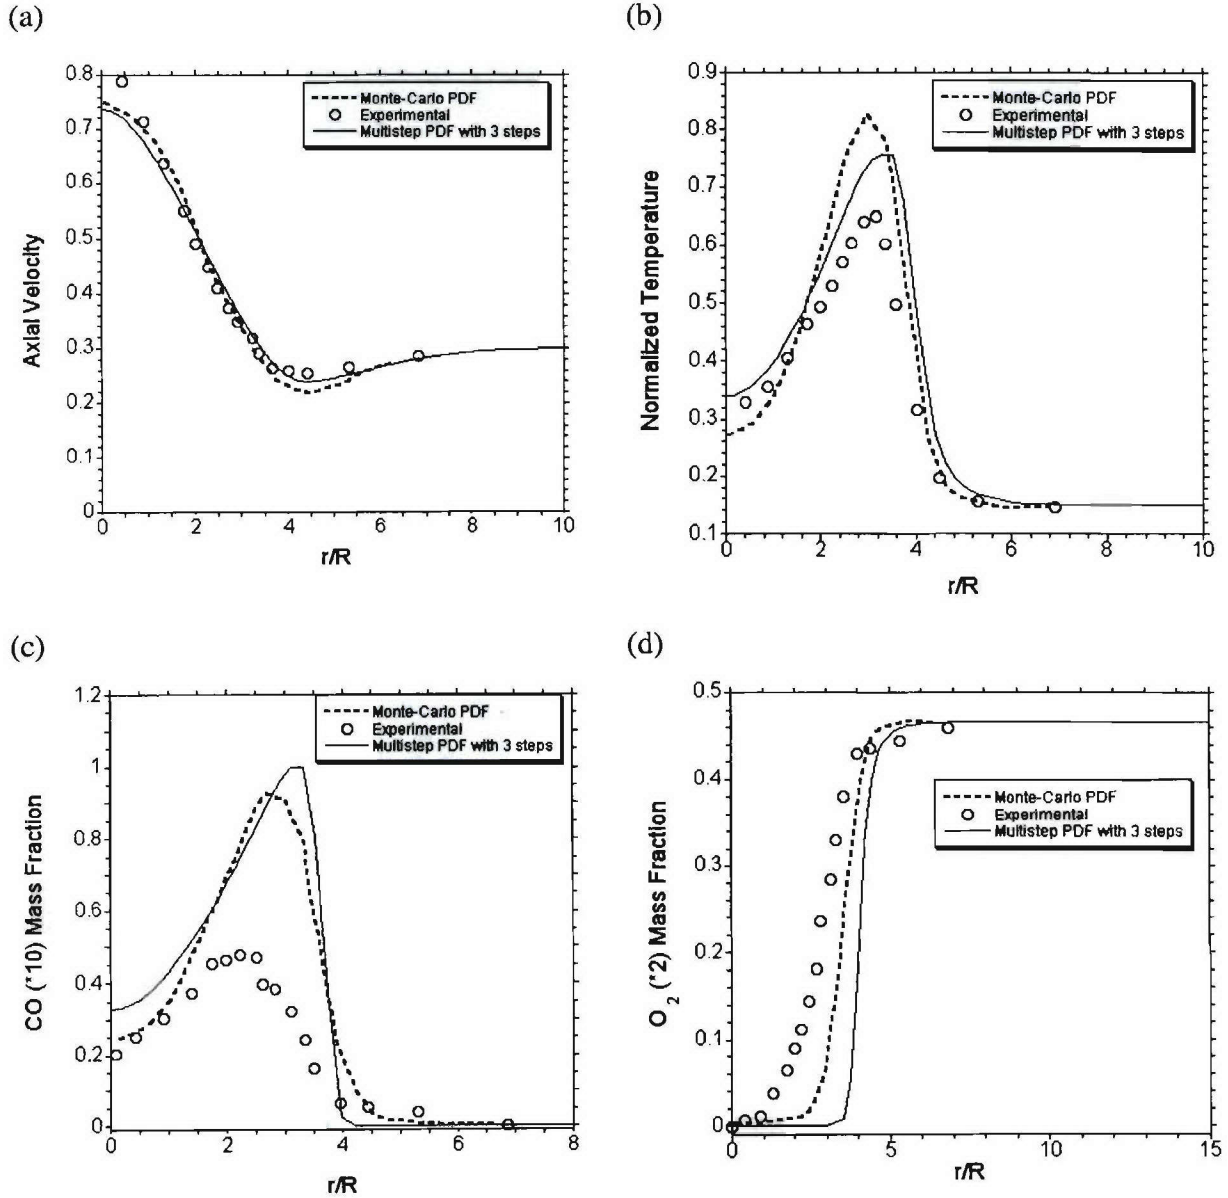 (a)
0.8
0.7
0.6
0.5
0.4
0.3
0.2
0.1
0
Axial Velocity
Monte-Carlo PDF
Experimental
Multistep PDF with 3 steps
0 2 4 6 8 10
r/R
(b)
0.9
0.8
0.7
0.6
0.5
0.4
0.3
0.2
0.1
Normalized Temperature
Monte-Carlo PDF
Experimental
Multistep PDF with 3 steps
0 2 4 6 8 10
r/R
(c)
1.2
1
0.8
0.6
0.4
0.2
0
CO (*10) Mass Fraction
Monte-Carlo PDF
Experimental
Multistep PDF with 3 steps
0 2 4 6 8
r/R
(d)
0.5
0.4
0.3
0.2
0.1
0
O2 (*2) Mass Fraction
Monte-Carlo PDF
Experimental
Multistep PDF with 3 steps
0 5 10 15
r/R